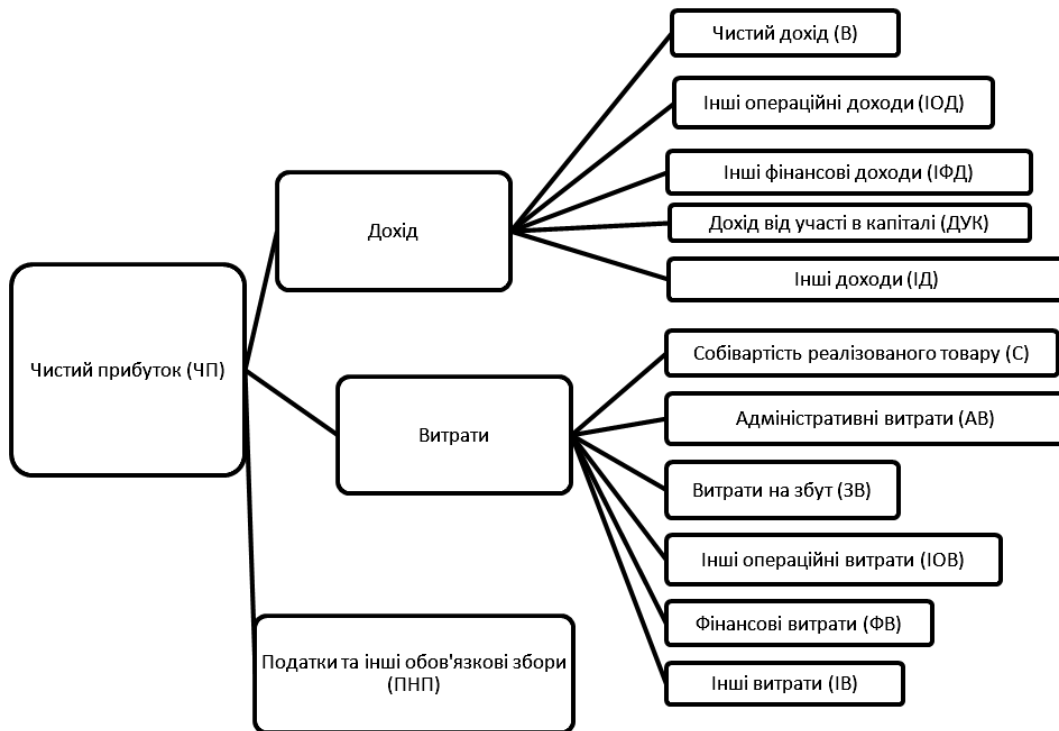 Чистий прибуток (ЧП)
Дохід
Чистий дохід (В)
Інші операційні доходи (ІОД)
Інші фінансові доходи (ІФД)
Дохід від участі в капіталі (ДУК)
Інші доходи (ІД)
Витрати
Собівартість реалізованого товару (С)
Адміністративні витрати (АВ)
Витрати на збут (ЗВ)
Інші операційні витрати (ІОВ)
Фінансові витрати (ФВ)
Інші витрати (ІВ)
Податки та інші обов'язкові збори
(ПНП)